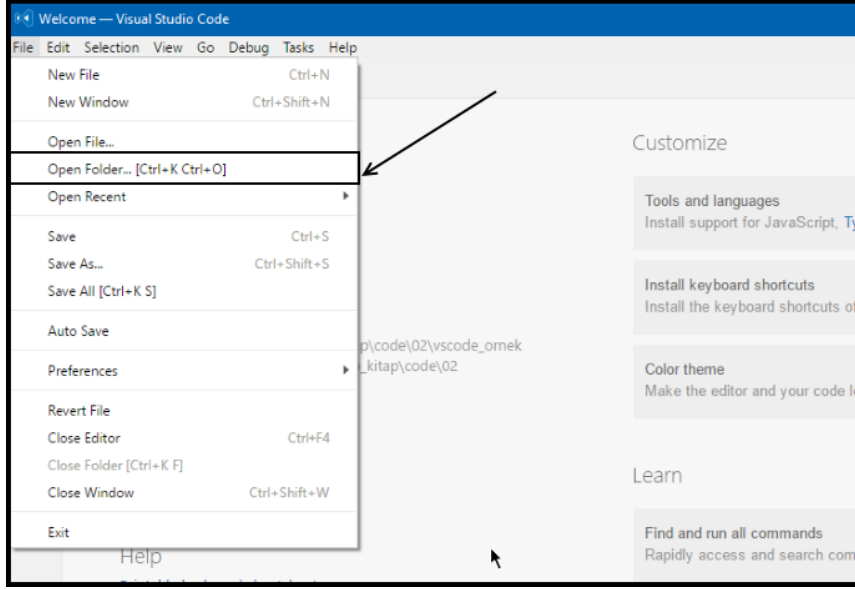 Welcome — Visual Studio Code
File Edit Selection View Go Debug Tasks Help
New File Ctrl+N
New Window Ctrl+Shift+N
Open File...
Open Folder... [Ctrl+K Ctrl+O]
Open Recent
Save Ctrl+S
Save As... Ctrl+Shift+S
Save All [Ctrl+K S]
Auto Save
Preferences
Revert File
Close Editor Ctrl+F4
Close Folder [Ctrl+K F]
Close Window Ctrl+Shift+W
Exit
p\code\02\vscode_ornek
_kitap\code\02
Help
Customize
Tools and languages
Install support for JavaScript, Ty
Install keyboard shortcuts
Install the keyboard shortcuts of
Color theme
Make the editor and your code l
Learn
Find and run all commands
Rapidly access and search com